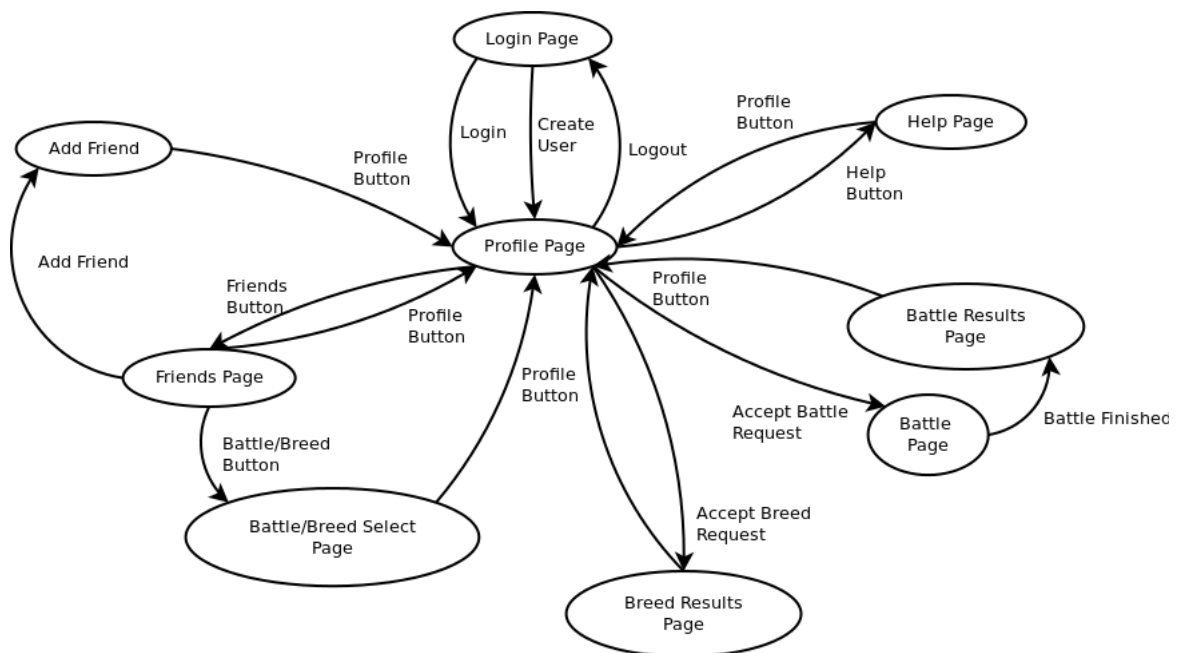 Login Page
Login
Create
User
Logout
Profile
Button
Help Page
Help
Button
Add Friend
Profile
Button
Add Friend
Profile Page
Friends
Button
Profile
Button
Profile
Button
Battle Results
Page
Friends Page
Profile
Button
Accept Battle
Request
Battle
Page
Battle Finished
Battle/Breed
Button
Battle/Breed Select
Page
Accept Breed
Request
Breed Results
Page